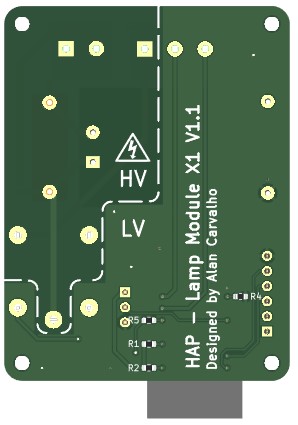 HV
LV
HAP - Lamp Module X1 V1.1
Designed by Alan Carvalho
R4
R5
R1
R2